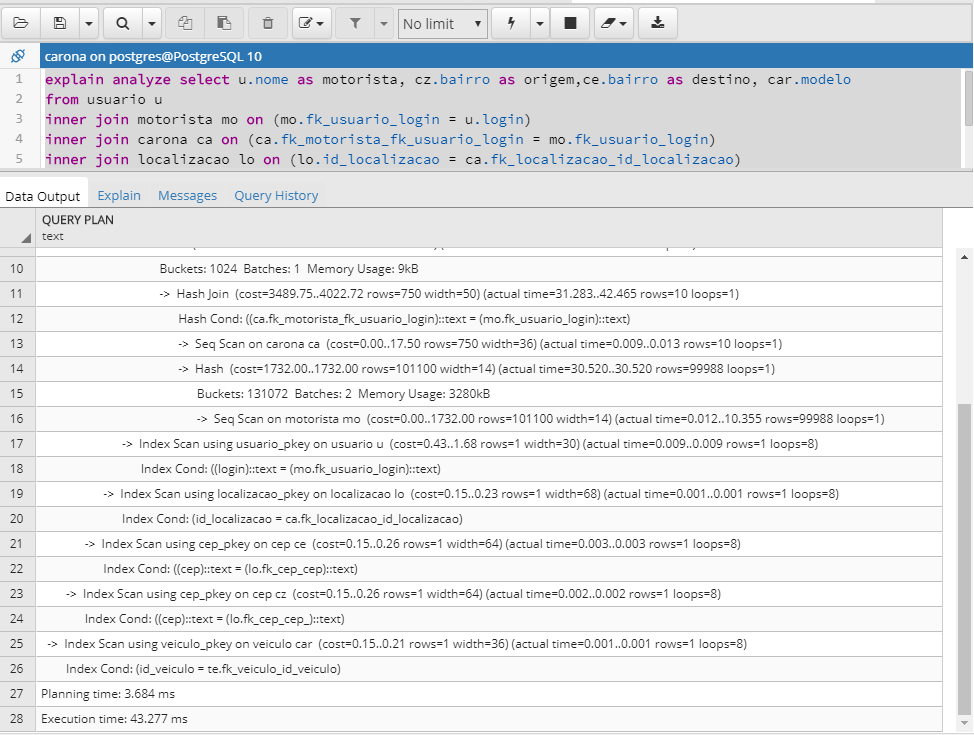 No limit
carona on postgres@PostgreSQL 10
1 explain analyze select u.nome as motorista, cz.bairro as origem,ce.bairro as destino, car.modelo
2 from usuario u
3 inner join motorista mo on (mo.fk_usuario_login = u.login)
4 inner join carona ca on (ca.fk_motorista_fk_usuario_login = mo.fk_usuario_login)
5 inner join localizacao lo on (lo.id_localizacao = ca.fk_localizacao_id_localizacao)
Data Output Explain Messages Query History
QUERY PLAN
text
10 Buckets: 1024 Batches: 1 Memory Usage: 9kB
11 -> Hash Join (cost=3489.75..4022.72 rows=750 width=50) (actual time=31.283..42.465 rows=10 loops=1)
12 Hash Cond: ((ca.fk_motorista_fk_usuario_login)::text = (mo.fk_usuario_login)::text)
13 -> Seq Scan on carona ca (cost=0.00..17.50 rows=750 width=36) (actual time=0.009..0.013 rows=10 loops=1)
14 -> Hash (cost=1732.00..1732.00 rows=101100 width=14) (actual time=30.520..30.520 rows=99988 loops=1)
15 Buckets: 131072 Batches: 2 Memory Usage: 3280kB
16 -> Seq Scan on motorista mo (cost=0.00..1732.00 rows=101100 width=14) (actual time=0.012..10.355 rows=99988 loops=1)
17 -> Index Scan using usuario_pkey on usuario u (cost=0.43..1.68 rows=1 width=30) (actual time=0.009..0.009 rows=1 loops=8)
18 Index Cond: ((login)::text = (mo.fk_usuario_login)::text)
19 -> Index Scan using localizacao_pkey on localizacao lo (cost=0.15..0.23 rows=1 width=68) (actual time=0.001..0.001 rows=1 loops=8)
20 Index Cond: (id_localizacao = ca.fk_localizacao_id_localizacao)
21 -> Index Scan using cep_pkey on cep ce (cost=0.15..0.26 rows=1 width=64) (actual time=0.003..0.003 rows=1 loops=8)
22 Index Cond: ((cep)::text = (lo.fk_cep_cep)::text)
23 -> Index Scan using cep_pkey on cep cz (cost=0.15..0.26 rows=1 width=64) (actual time=0.002..0.002 rows=1 loops=8)
24 Index Cond: ((cep)::text = (lo.fk_cep_cep_)::text)
25 -> Index Scan using veiculo_pkey on veiculo car (cost=0.15..0.21 rows=1 width=36) (actual time=0.001..0.001 rows=1 loops=8)
26 Index Cond: (id_veiculo = te.fk_veiculo_id_veiculo)
27 Planning time: 3.684 ms
28 Execution time: 43.277 ms